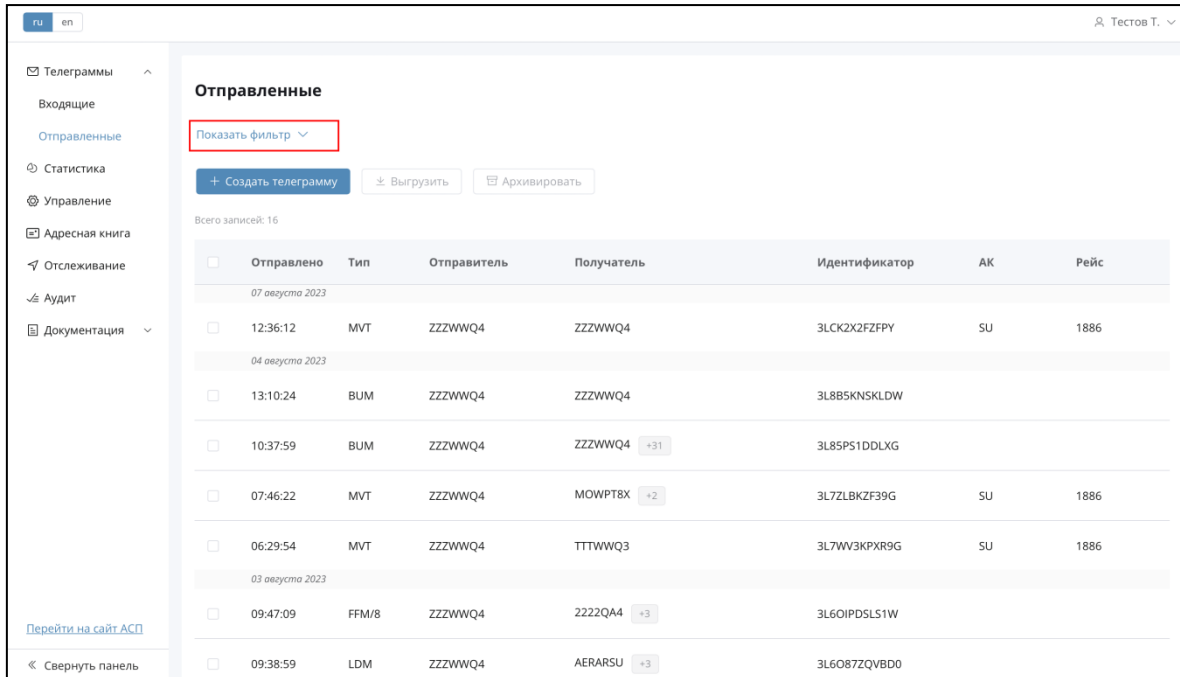 ru en Тестов Т.
Телеграммы
Входящие
Отправленные
Статистика
Управление
Адресная книга
Отслеживание
Аудит
Документация
Перейти на сайт АСП
« Свернуть панель
Отправленные
Показать фильтр
+ Создать телеграмму Выгрузить Архивировать
Всего записей: 16
Отправлено Тип Отправитель Получатель Идентификатор АК Рейс
07 августа 2023
12:36:12 MVT ZZZWWQ4 ZZZWWQ4 3LCK2X2FZFPY SU 1886
04 августа 2023
13:10:24 BUM ZZZWWQ4 ZZZWWQ4 3L8B5KNSKLDW
10:37:59 BUM ZZZWWQ4 ZZZWWQ4 +31 3L85PS1DDLXG
07:46:22 MVT ZZZWWQ4 MOWPT8X +2 3L7ZLBKZF39G SU 1886
06:29:54 MVT ZZZWWQ4 TTTWWQ3 3L7WV3KPXR9G SU 1886
03 августа 2023
09:47:09 FFM/8 ZZZWWQ4 2222QA4 +3 3L6OIPDSLS1W
09:38:59 LDM ZZZWWQ4 AERARSU +3 3L6O87ZQVBD0